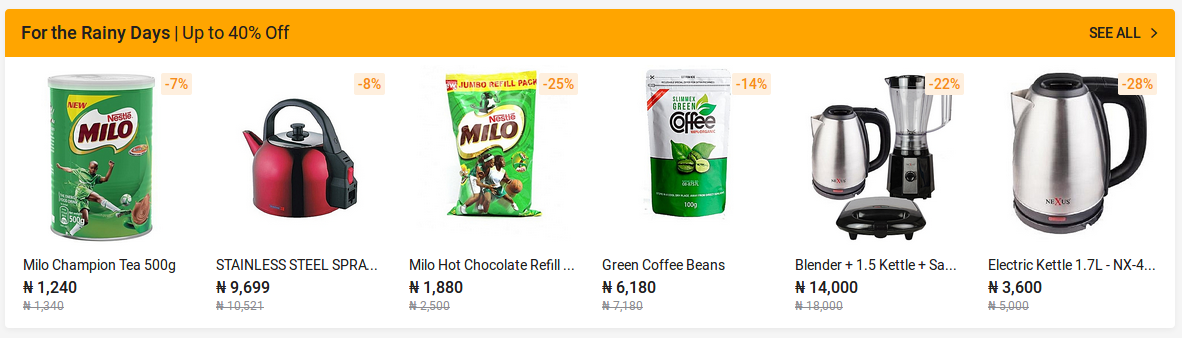 For the Rainy Days | Up to 40% Off
SEE ALL
-7%
NEW
Nestle
MILO
500g
Milo Champion Tea 500g
₦ 1,240
₦ 1,340
-8%
STAINLESS STEEL SPRA...
₦ 9,699
₦ 10,521
-25%
JUMBO REFILL PACK
Nestle
MILO
Milo Hot Chocolate Refill ...
₦ 1,880
₦ 2,500
-14%
SLIMMEX
GREEN
Coffee
100g
Green Coffee Beans
₦ 6,180
₦ 7,180
-22%
NEXUS
Blender + 1.5 Kettle + Sa...
₦ 14,000
₦ 18,000
-28%
NEXUS
Electric Kettle 1.7L - NX-4...
₦ 3,600
₦ 5,000